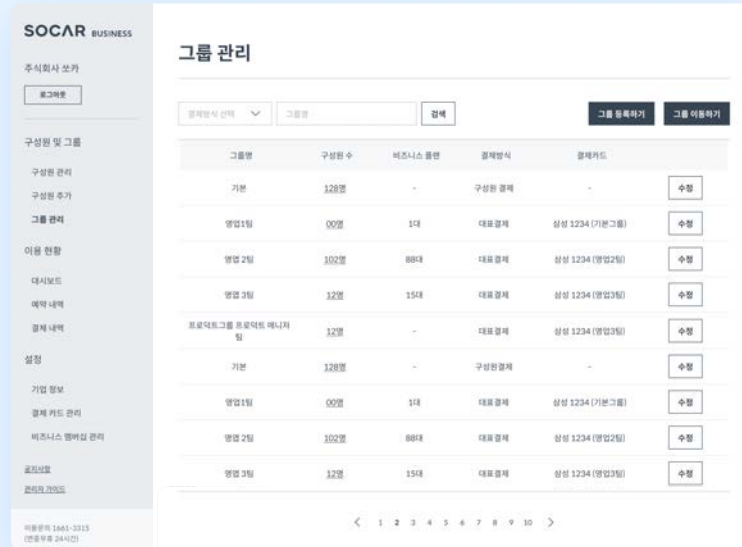 SOCAR BUSINESS
주식회사 쏘카
로그아웃
구성원 및 그룹
구성원 관리
구성원 추가
그룹 관리
이용 현황
대시보드
예약 내역
결제 내역
설정
기업 정보
결제 카드 관리
비즈니스 멤버십 관리
공지사항
관리자 가이드
이용문의 1661-3315
(연중무휴 24시간)
그룹 관리
결제방식 선택 그룹명 검색 그룹 등록하기 그룹 이동하기
그룹명 구성원 수 비즈니스 플랜 결제방식 결제카드
기본 128명 - 구성원 결제 - 수정
영업1팀 00명 1대 대표결제 삼성 1234 (기본그룹) 수정
영업 2팀 102명 88대 대표결제 삼성 1234 (영업2팀) 수정
영업 3팀 12명 15대 대표결제 삼성 1234 (영업3팀) 수정
프로덕트그룹 프로덕트 매니저
팀 12명 - 대표결제 삼성 1234 (영업3팀) 수정
기본 128명 - 구성원결제 - 수정
영업1팀 00명 1대 대표결제 삼성 1234 (기본그룹) 수정
영업 2팀 102명 88대 대표결제 삼성 1234 (영업2팀) 수정
영업 3팀 12명 15대 대표결제 삼성 1234 (영업3팀) 수정
< 1 2 3 4 5 6 7 8 9 10 >